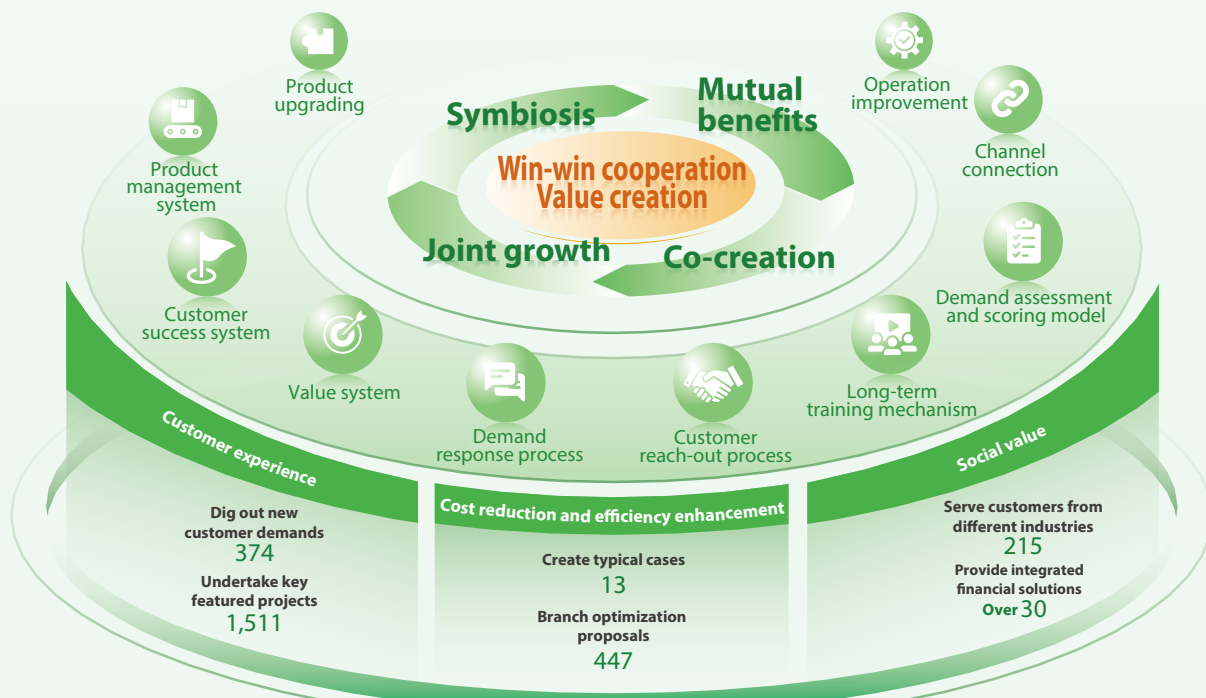 Product
upgrading
Operation
improvement
Symbiosis
Mutual
benefits
Win-win cooperation
Value creation
Joint growth
Co-creation
Product
management
system
Channel
connection
Customer
success system
Demand assessment
and scoring model
Value system
Long-term
training mechanism
Demand
response process
Customer
reach-out process
Customer experience
Dig out new
customer demands
374
Undertake key
featured projects
1,511
Cost reduction and efficiency enhancement
Create typical cases
13
Branch optimization
proposals
447
Social value
Serve customers from
different industries
215
Provide integrated
financial solutions
Over 30